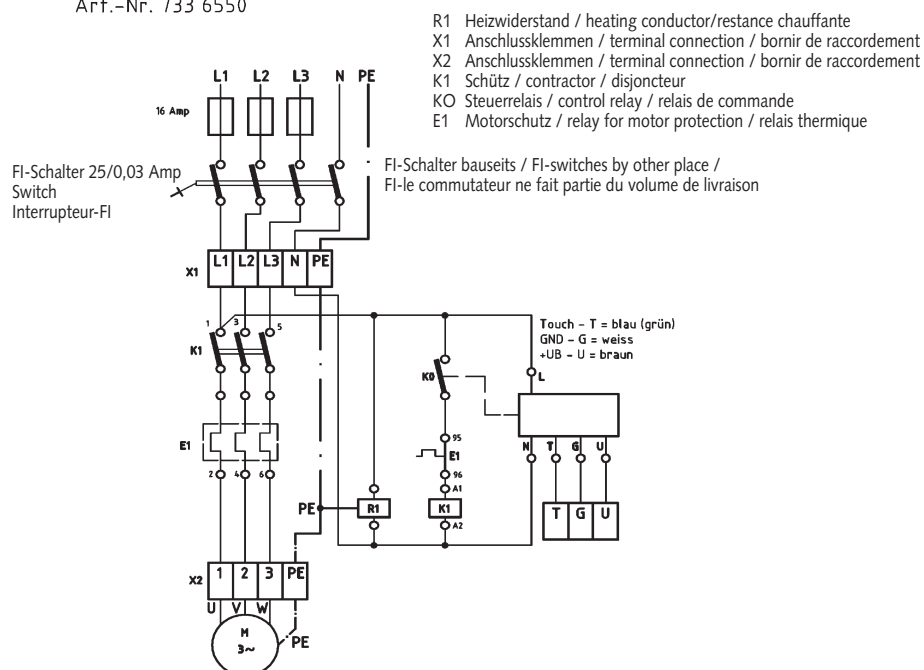 Art.-Nr. 733 6550
R1 Heizwiderstand / heating conductor/restance chauffante
X1 Anschlussklemmen / terminal connection / bornir de raccordement
X2 Anschlussklemmen / terminal connection / bornir de raccordement
K1 Schütz / contractor / disjoncteur
KO Steuerrelais / control relay / relais de commande
E1 Motorschutz / relay for motor protection / relais thermique
L1 L2 L3 N PE
16 Amp
FI-Schalter 25/0,03 Amp
Switch
Interrupteur-FI
FI-Schalter bauseits / FI-switches by other place /
FI-le commutateur ne fait partie du volume de livraison
X1 L1 L2 L3 N PE
1 3 5
K1
Touch - T = blau (grün)
GND - G = weiss
+UB - U = braun
K0
L
E1
2 4 6
95
E1
96
N T G U
A1
PE R1 K1
A2
T G U
X2 1 2 3 PE
U V W
M
3~
PE